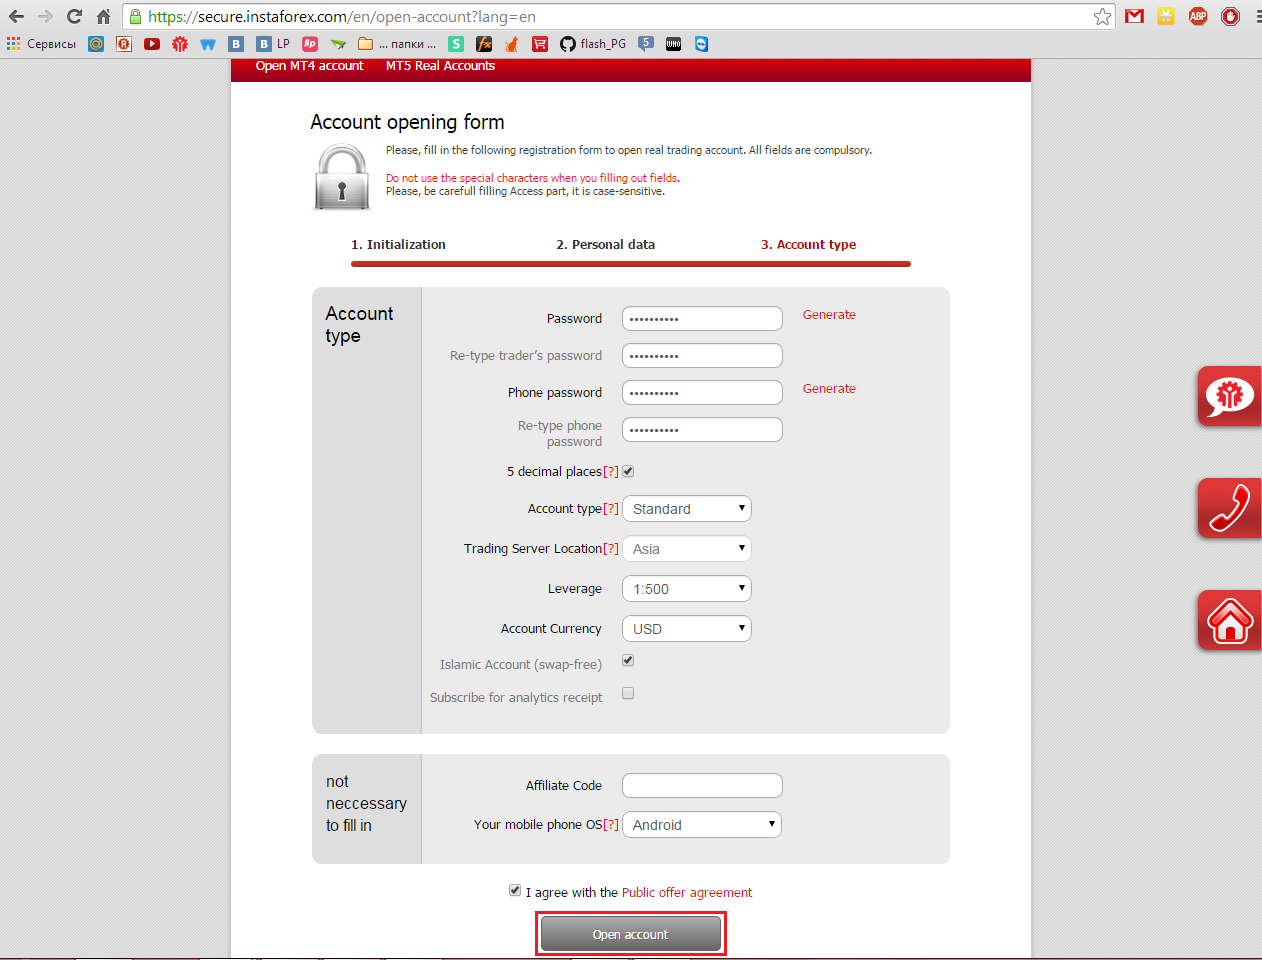 https://secure.instaforex.com/en/open-account?lang=en
ABP
Сервисы
B
B LP
Яр
... папки ...
S
fx
flash_PG
5
WHO
Open MT4 account MT5 Real Accounts
Account opening form
Please, fill in the following registration form to open real trading account. All fields are compulsory.
Do not use the special characters when you filling out fields.
Please, be carefull filling Access part, it is case-sensitive.
1. Initialization 2. Personal data 3. Account type
Account
type
Password •••••••••• Generate
Re-type trader's password ••••••••••
Phone password •••••••••• Generate
Re-type phone
password ••••••••••
5 decimal places[?]
Account type[?] Standard
Trading Server Location[?] Asia
Leverage 1:500
Account Currency USD
Islamic Account (swap-free)
Subscribe for analytics receipt
not
neccessary
to fill in
Affiliate Code
Your mobile phone OS[?] Android
I agree with the Public offer agreement
Open account